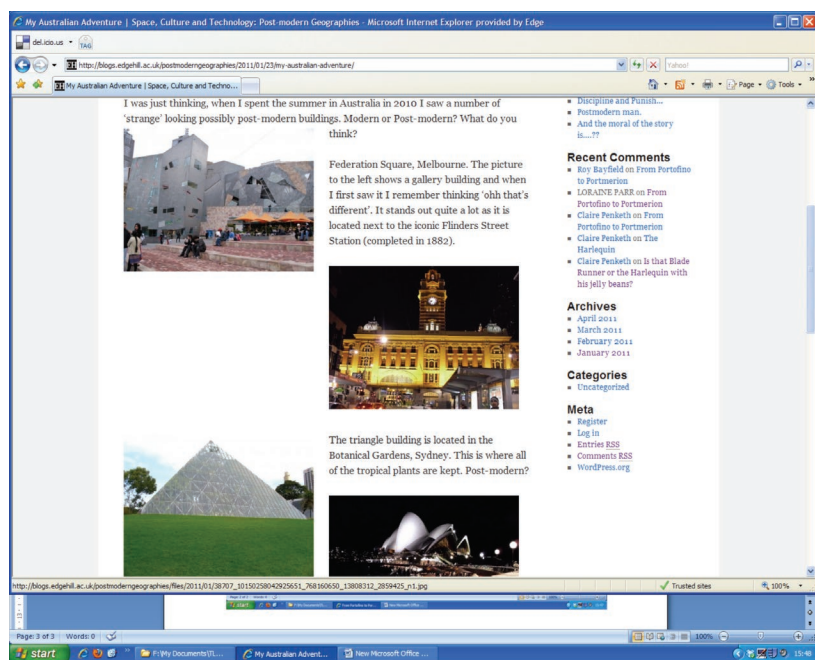 My Australian Adventure | Space, Culture and Technology: Post-modern Geographies - Microsoft Internet Explorer provided by Edge
del.icio.us
TAG
http://blogs.edgehill.ac.uk/postmoderngeographies/2011/01/23/my-australian-adventure/
Yahoo!
EH My Australian Adventure | Space, Culture and Techno...
Page
Tools
I was just thinking, when I spent the summer in Australia in 2010 I saw a number of
'strange' looking possibly post-modern buildings. Modern or Post-modern? What do you
think?
Federation Square, Melbourne. The picture
to the left shows a gallery building and when
I first saw it I remember thinking 'ohh that's
different'. It stands out quite a lot as it is
located next to the iconic Flinders Street
Station (completed in 1882).
The triangle building is located in the
Botanical Gardens, Sydney. This is where all
of the tropical plants are kept. Post-modern?
Discipline and Punish...
Postmodern man.
And the moral of the story
is....??
Recent Comments
Roy Bayfield on From Portofino
to Portmerion
LORAINE PARR on From
Portofino to Portmerion
Claire Penketh on From
Portofino to Portmerion
Claire Penketh on The
Harlequin
Claire Penketh on Is that Blade
Runner or the Harlequin with
his jelly beans?
Archives
April 2011
March 2011
February 2011
January 2011
Categories
Uncategorized
Meta
Register
Log in
Entries RSS
Comments RSS
WordPress.org
http://blogs.edgehill.ac.uk/postmoderngeographies/files/2011/01/38707_10150258042925651_768160650_13808312_2859425_n1.jpg
Trusted sites
100%
start
Page: 3 of 3
Words: 0
100%
start
F:\My Documents\TL...
My Australian Advent...
New Microsoft Office ...
15:48